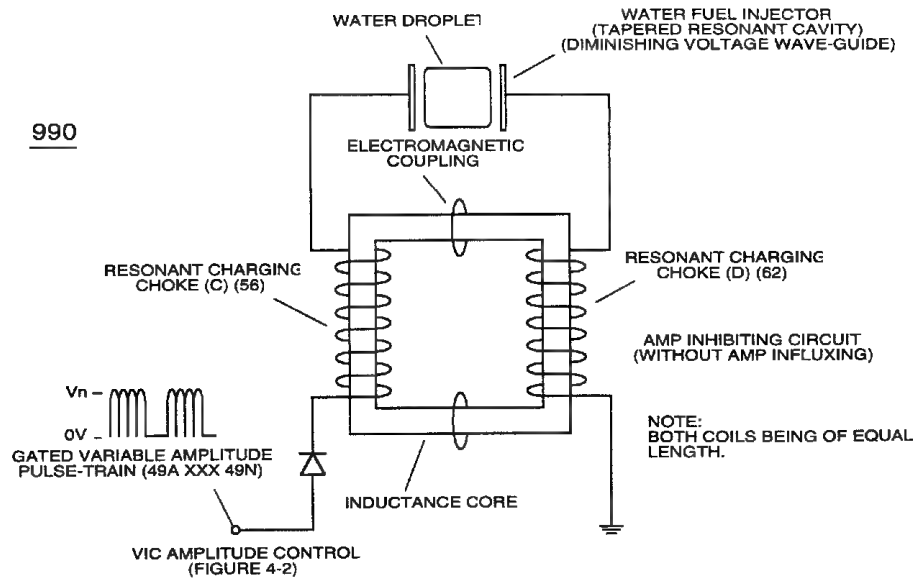 WATER DROPLET
WATER FUEL INJECTOR
(TAPERED RESONANT CAVITY)
(DIMINISHING VOLTAGE WAVE-GUIDE)
990
ELECTROMAGNETIC
COUPLING
RESONANT CHARGING
CHOKE (C) (56)
RESONANT CHARGING
CHOKE (D) (62)
AMP INHIBITING CIRCUIT
(WITHOUT AMP INFLUXING)
Vn
0V
NOTE:
BOTH COILS BEING OF EQUAL
LENGTH.
GATED VARIABLE AMPLITUDE
PULSE-TRAIN (49A XXX 49N)
INDUCTANCE CORE
VIC AMPLITUDE CONTROL
(FIGURE 4-2)